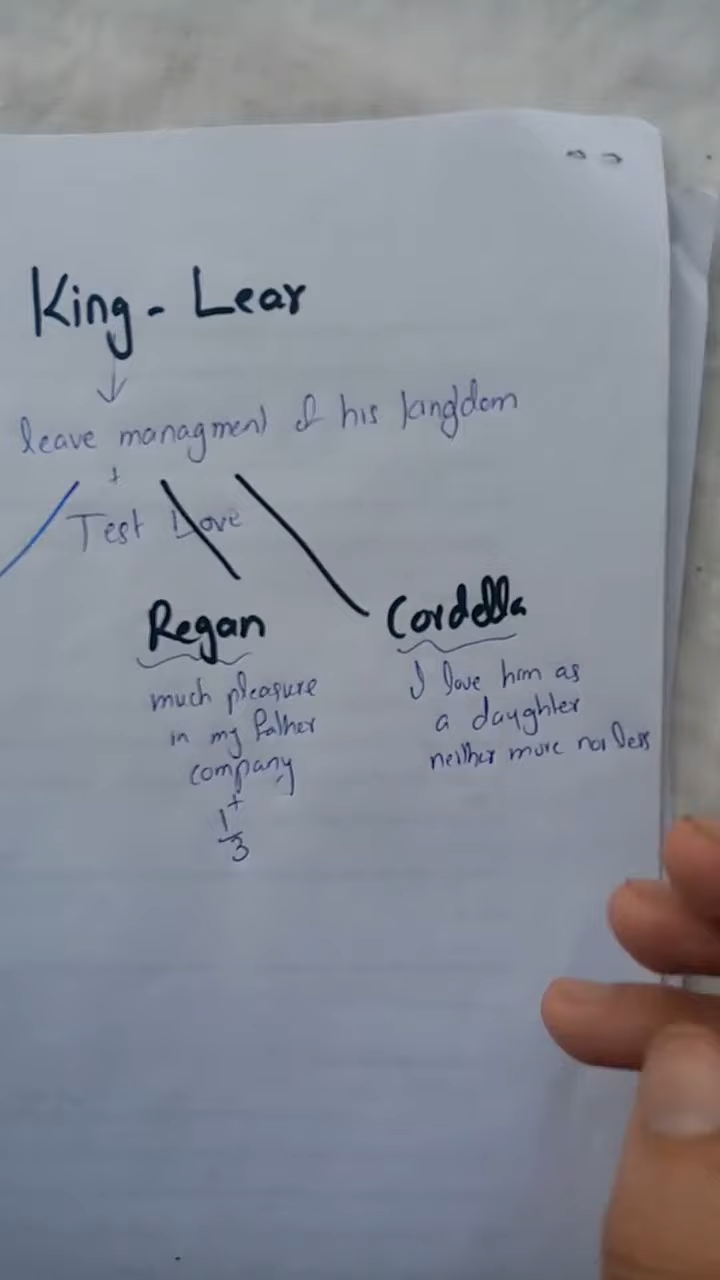 King - Lear
leave managment of his kangdom
+
Test Love
Regan
much pleasure
in my father
company
+
1/3
Cordella
I love him as
a daughter
neither more nor less